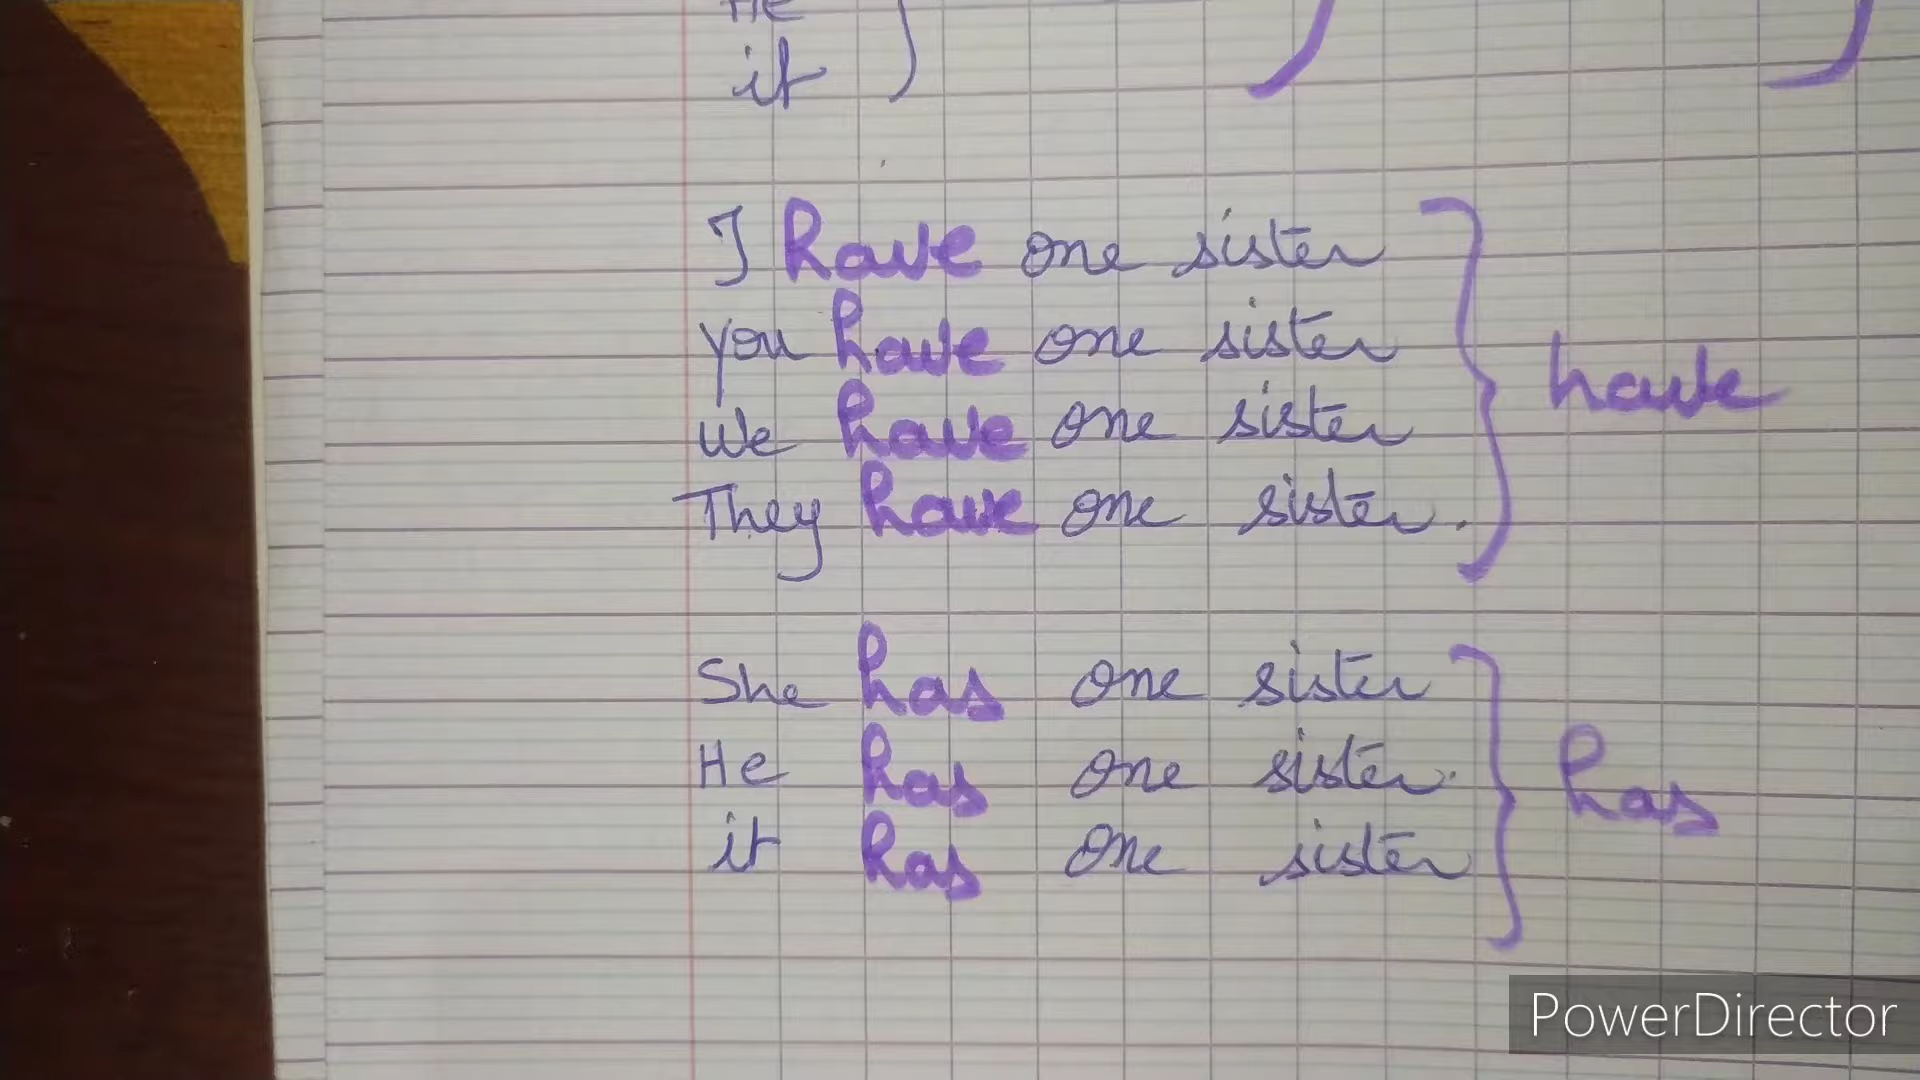 He
it
I have one sister
you have one sister
have
We have one sister
They have one sister.
She has one sister
He has one sister.
has
it has one sister
PowerDirector